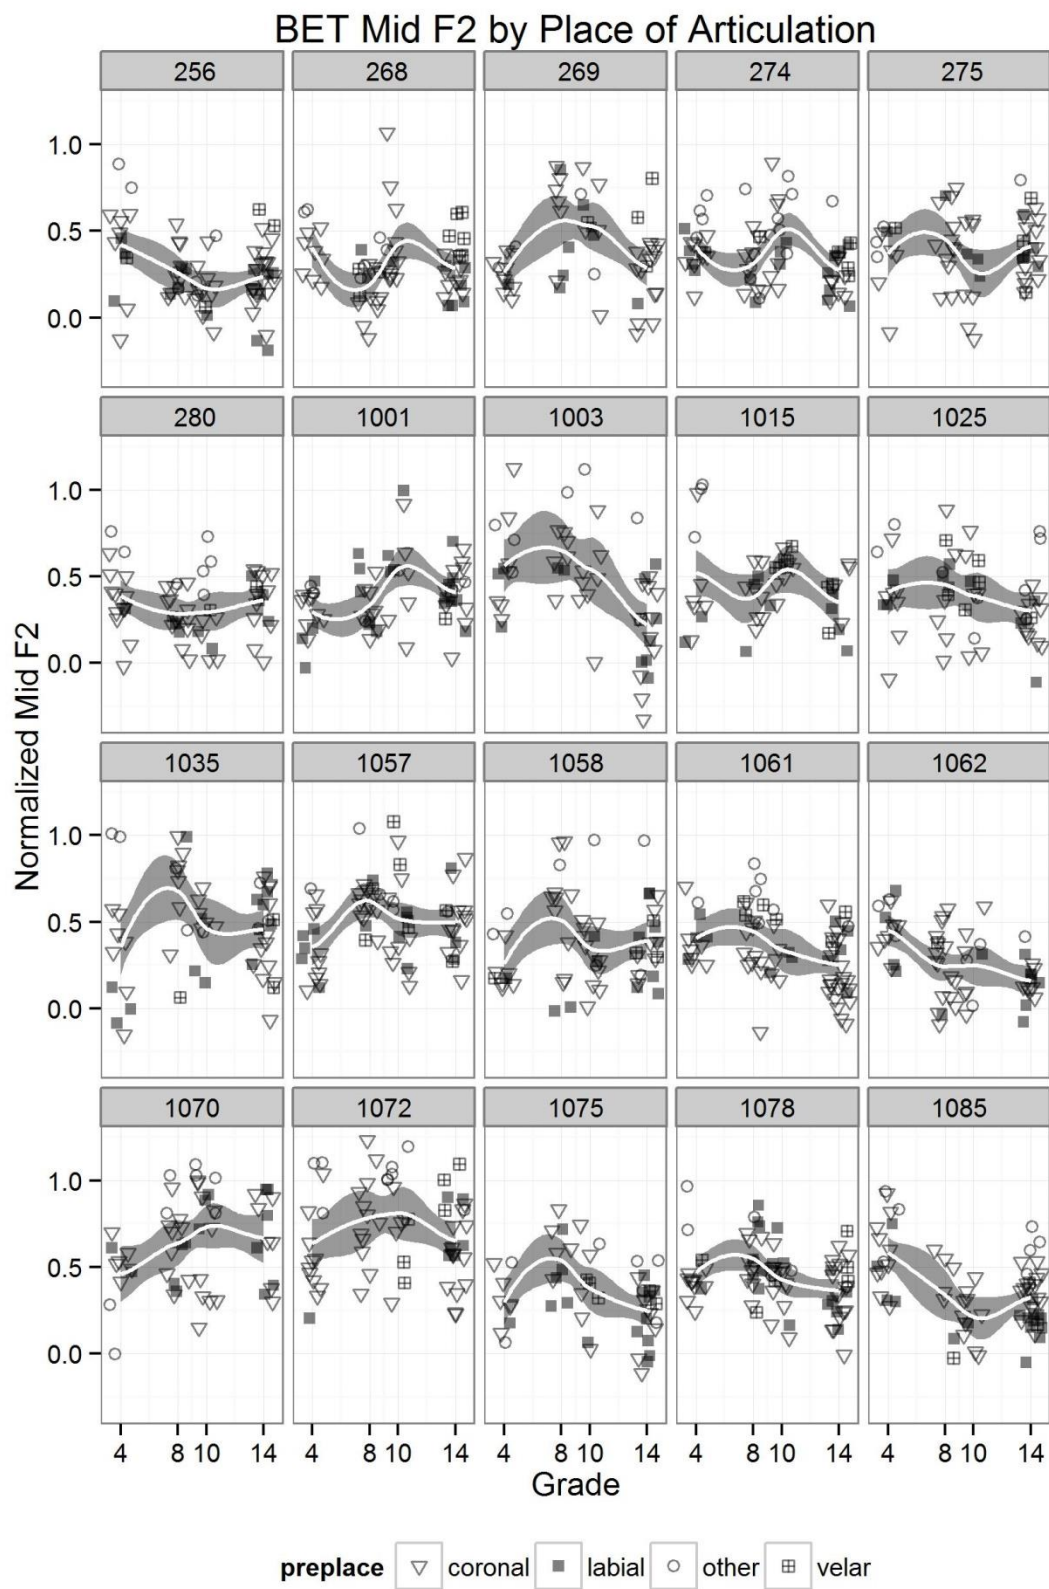 BET Mid F2 by Place of Articulation
256 268 269 274 275
1.0
0.5
0.0
280 1001 1003 1015 1025
1.0
0.5
0.0
Normalized Mid F2
1035 1057 1058 1061 1062
1.0
0.5
0.0
1070 1072 1075 1078 1085
1.0
0.5
0.0
4 8 10 14 4 8 10 14 4 8 10 14 4 8 10 14 4 8 10 14
Grade
preplace coronal labial other velar